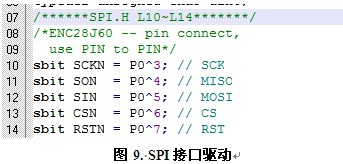 07 /******SPI.H L10~L14*******/
08 /*ENC28J60 -- pin connect,
09 use PIN to PIN*/
10 sbit SCKN = P0^3; // SCK
11 SON = P0^4; // MISO
12 sbit SIN = P0^5; // MOSI
13 sbit CSN = P0^6; // CS
14 sbit RSTN = P0^7; // RST
图 9. SPI 接口驱动